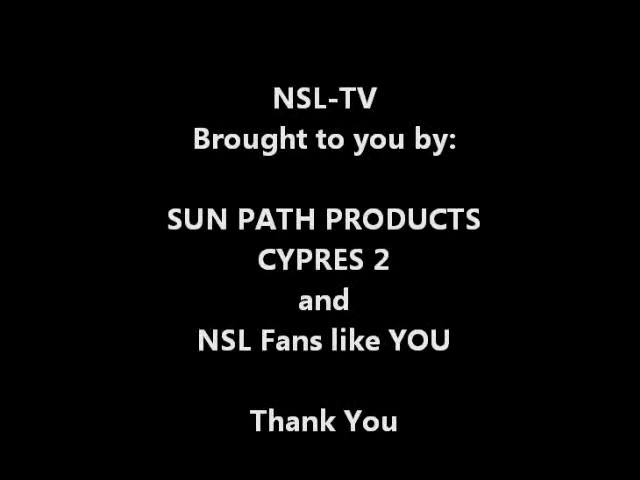 NSL-TV
Brought to you by:
SUN PATH PRODUCTS
CYPRES 2
and
NSL Fans like YOU
Thank You